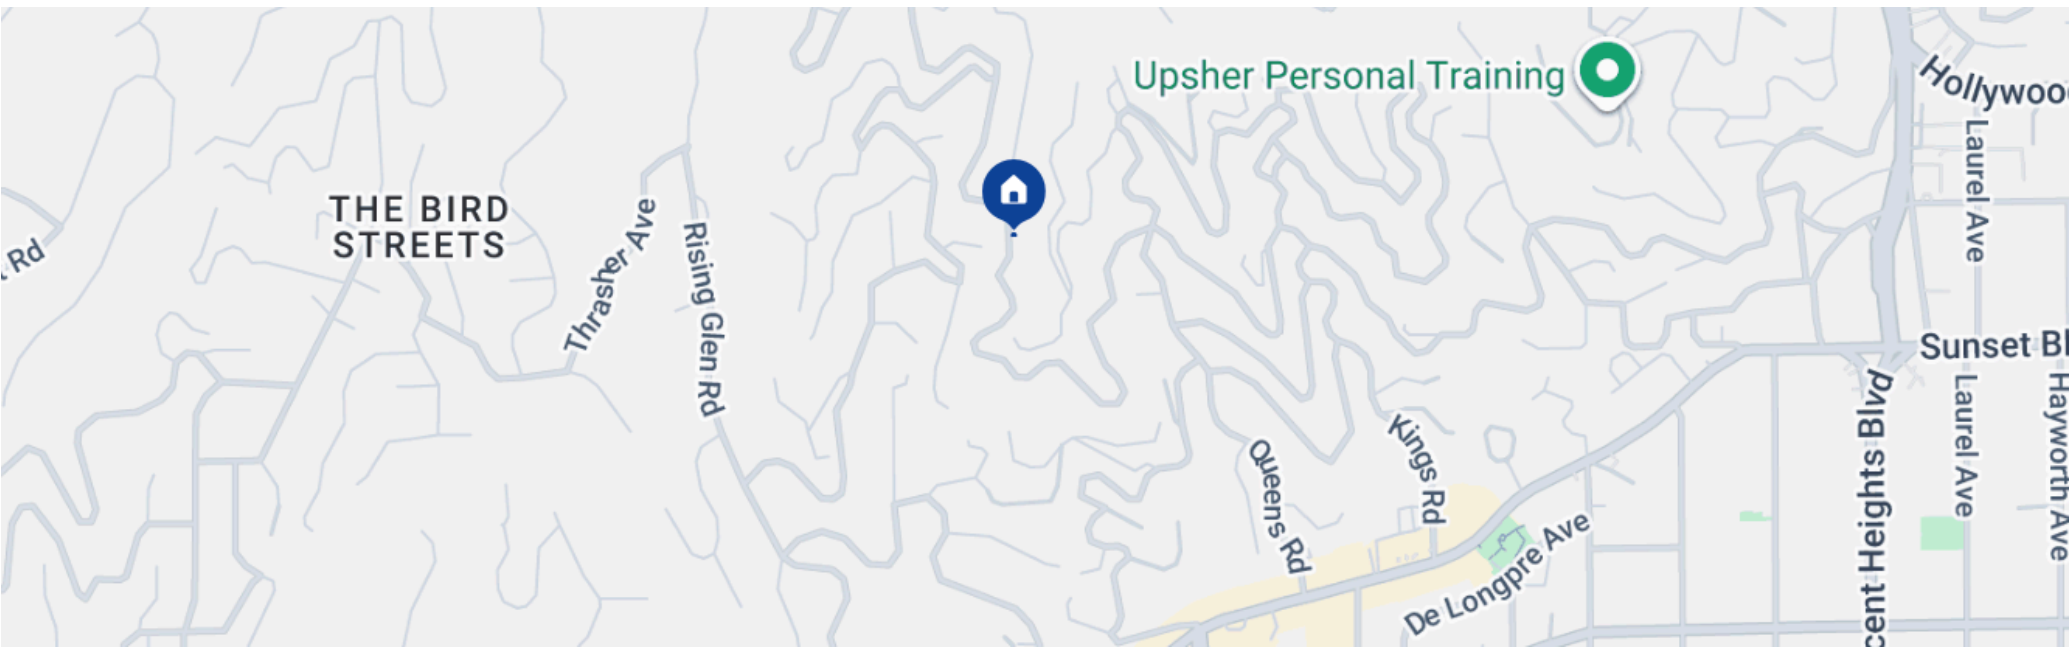 Upsher Personal Training
Hollywoo
Laurel Ave
THE BIRD
STREETS
Thrasher Ave
Rd
Rising Glen Rd
Sunset Bl
Laurel Ave
Hayworth Ave
Kings Rd
Queens Rd
De Longpre Ave
cent Heights Blvd